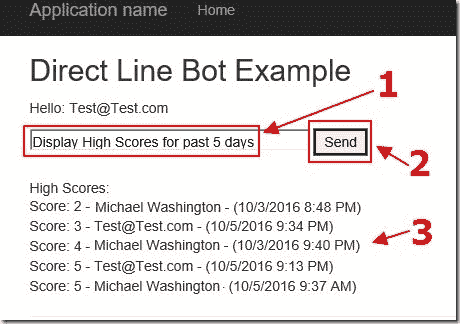 Application name Home
Direct Line Bot Example
1
Hello: Test@Test.com
Display High Scores for past 5 days Send
2
High Scores:
Score: 2 - Michael Washington - (10/3/2016 8:48 PM)
Score: 3 - Test@Test.com - (10/5/2016 9:34 PM)
Score: 4 - Michael Washington - (10/3/2016 9:40 PM)
3
Score: 5 - Test@Test.com - (10/5/2016 9:13 PM)
Score: 5 - Michael Washington - (10/5/2016 9:37 AM)